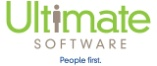 Ultimate
SOFTWARE
People first.